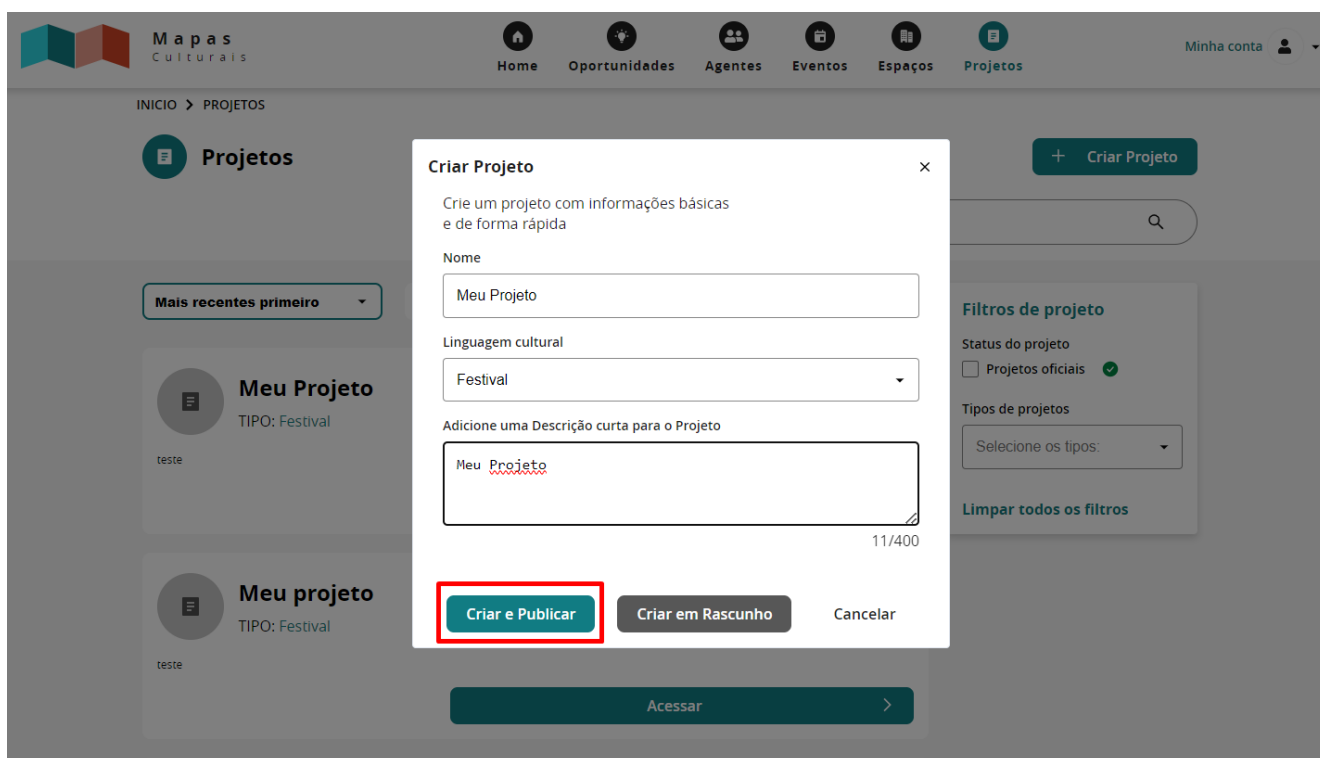 Mapas
Culturais
Home
Oportunidades
Agentes
Eventos
Espaços
Projetos
Minha conta
INICIO > PROJETOS
Projetos
+ Criar Projeto
Criar Projeto
×
Crie um projeto com informações básicas
e de forma rápida
Nome
Meu Projeto
Linguagem cultural
Festival
Adicione uma Descrição curta para o Projeto
Meu Projeto
11/400
Criar e Publicar
Criar em Rascunho
Cancelar
Mais recentes primeiro
Meu Projeto
TIPO: Festival
teste
Meu projeto
TIPO: Festival
teste
Acessar
Filtros de projeto
Status do projeto
Projetos oficiais
Tipos de projetos
Selecione os tipos:
Limpar todos os filtros